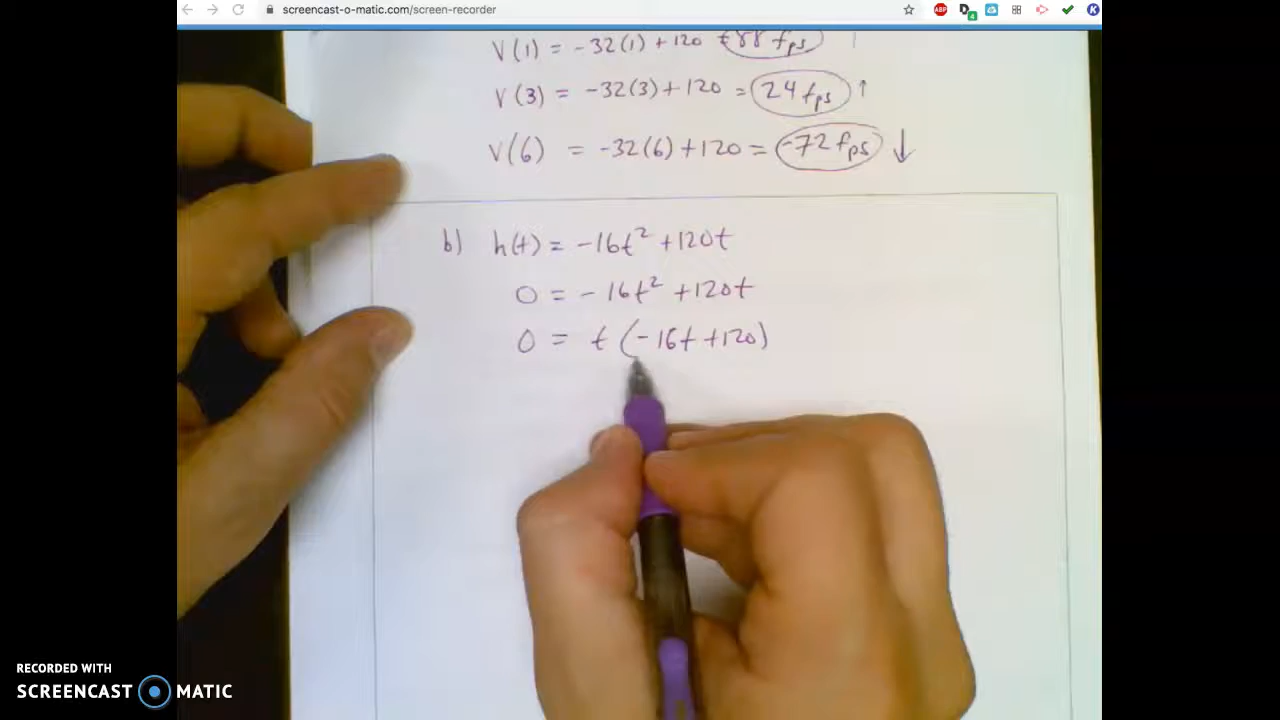 screencast-o-matic.com/screen-recorder
V(1) = -32(1)+120 = 88 fps ↑
V(3) = -32(3)+120 = 24 fps ↑
V(6) = -32(6)+120 = -72 fps ↓
b) h(t) = -16t² +120t
0 = -16t² +120t
0 = t(-16t+120)
RECORDED WITH
SCREENCAST O MATIC